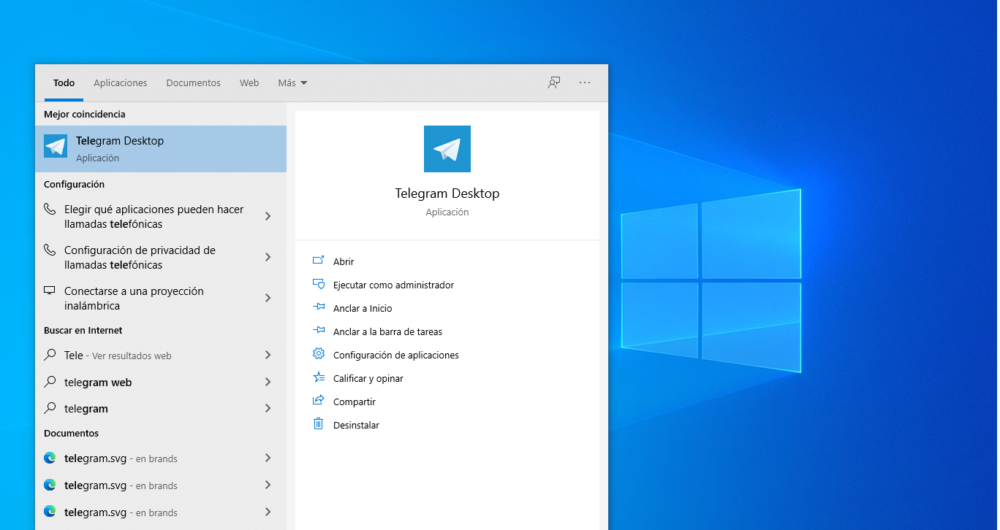 Todo Aplicaciones Documentos Web Más
Mejor coincidencia
Telegram Desktop
Aplicación
Configuración
Elegir qué aplicaciones pueden hacer
llamadas telefónicas
Configuración de privacidad de
llamadas telefónicas
Conectarse a una proyección
inalámbrica
Buscar en Internet
Tele - Ver resultados web
telegram web
telegram
Documentos
telegram.svg - en brands
telegram.svg - en brands
telegram.svg - en brands
Telegram Desktop
Aplicación
Abrir
Ejecutar como administrador
Anclar a Inicio
Anclar a la barra de tareas
Configuración de aplicaciones
Calificar y opinar
Compartir
Desinstalar